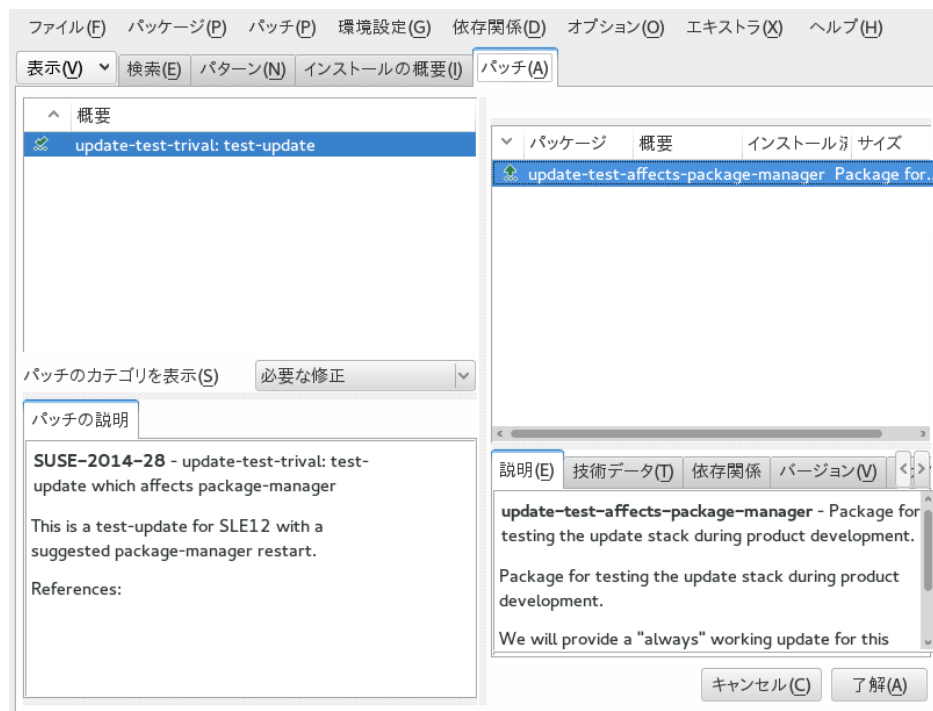 ファイル(F) パッケージ(P) パッチ(P) 環境設定(G) 依存関係(D) オプション(O) エキストラ(X) ヘルプ(H)
表示(V) 検索(E) パターン(N) インストールの概要(I) パッチ(A)
概要
update-test-trival: test-update
パッチのカテゴリを表示(S) 必要な修正
パッチの説明
SUSE-2014-28 - update-test-trival: test-
update which affects package-manager
This is a test-update for SLE12 with a
suggested package-manager restart.
References:
パッケージ 概要 インストール サイズ
update-test-affects-package-manager Package for..
説明(E) 技術データ(T) 依存関係 バージョン(V)
update-test-affects-package-manager - Package for
testing the update stack during product development.
Package for testing the update stack during product
development.
We will provide a "always" working update for this
キャンセル(C) 了解(A)